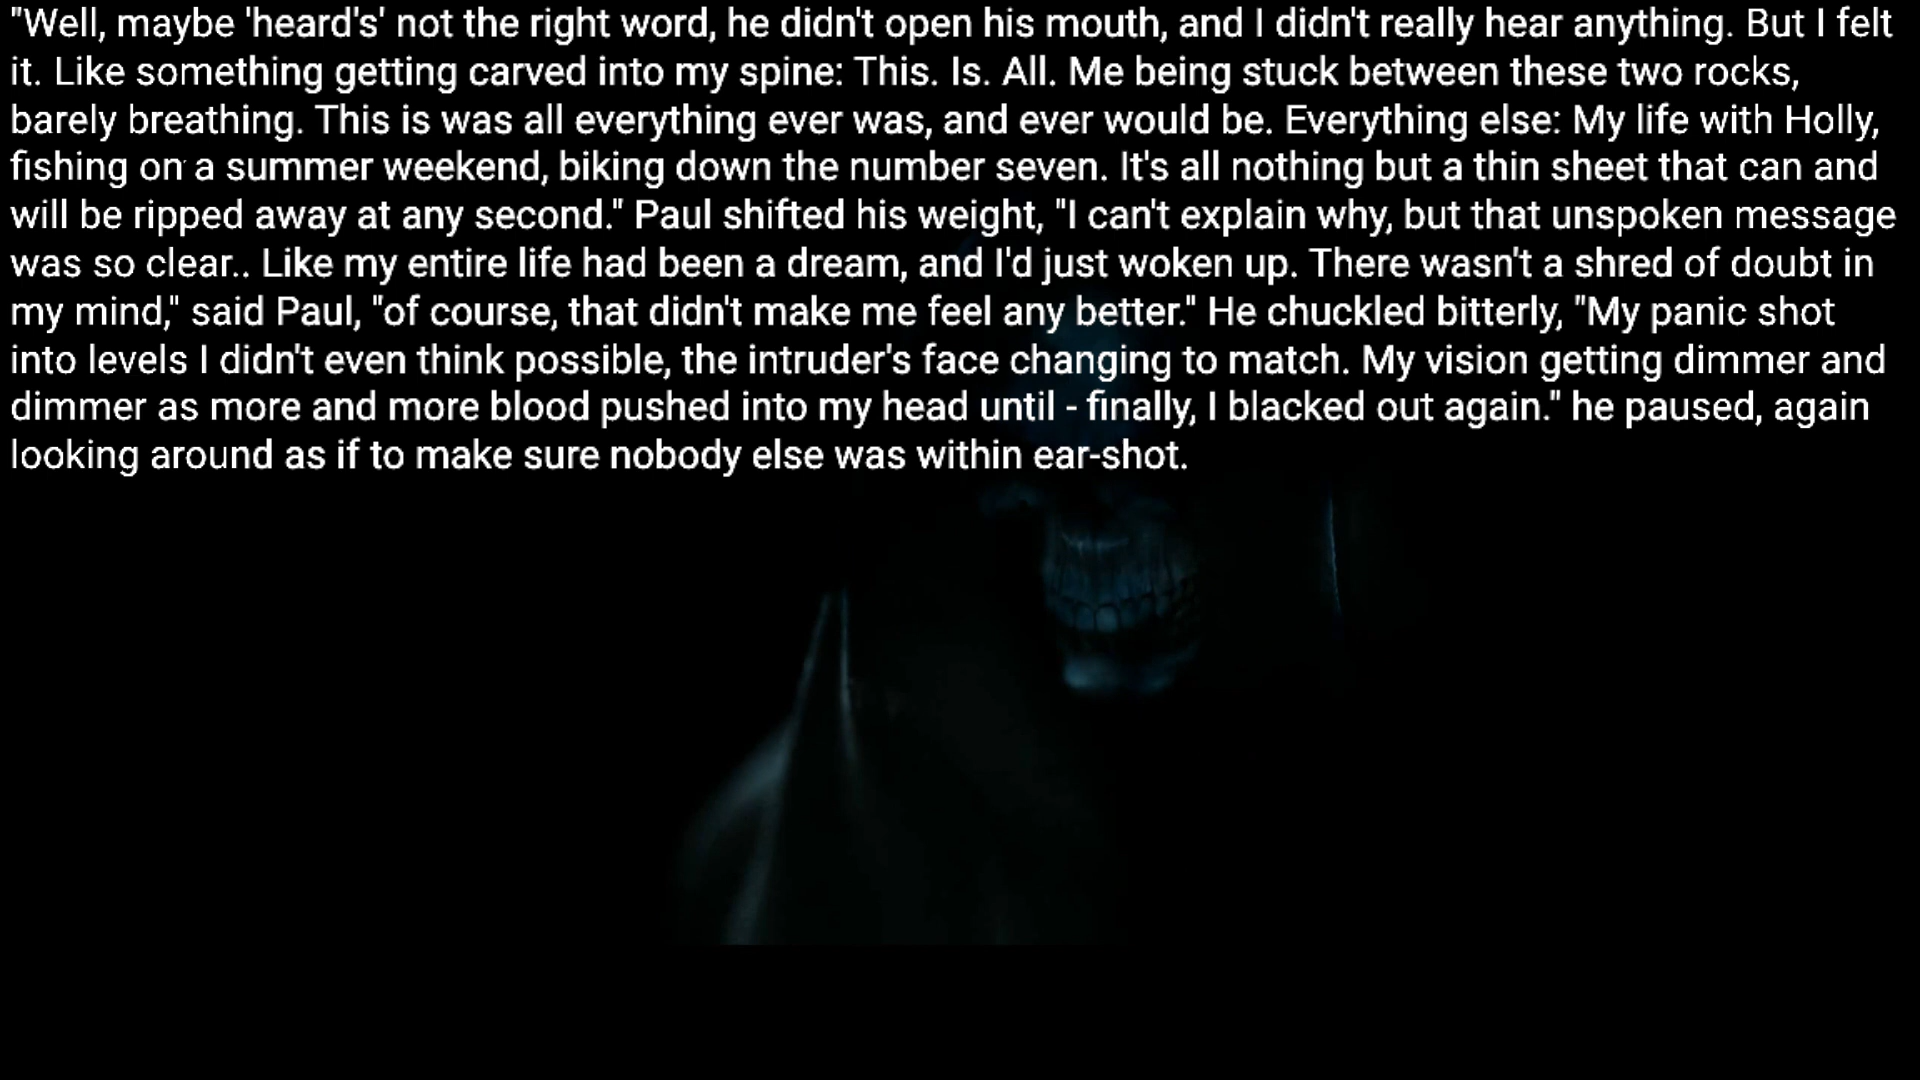 "Well, maybe 'heard's' not the right word, he didn't open his mouth, and I didn't really hear anything. But I felt
it. Like something getting carved into my spine: This. Is. All. Me being stuck between these two rocks,
barely breathing. This is was all everything ever was, and ever would be. Everything else: My life with Holly,
fishing on a summer weekend, biking down the number seven. It's all nothing but a thin sheet that can and
will be ripped away at any second." Paul shifted his weight, "I can't explain why, but that unspoken message
was so clear.. Like my entire life had been a dream, and I'd just woken up. There wasn't a shred of doubt in
my mind," said Paul, "of course, that didn't make me feel any better." He chuckled bitterly, "My panic shot
into levels I didn't even think possible, the intruder's face changing to match. My vision getting dimmer and
dimmer as more and more blood pushed into my head until - finally, I blacked out again." he paused, again
looking around as if to make sure nobody else was within ear-shot.